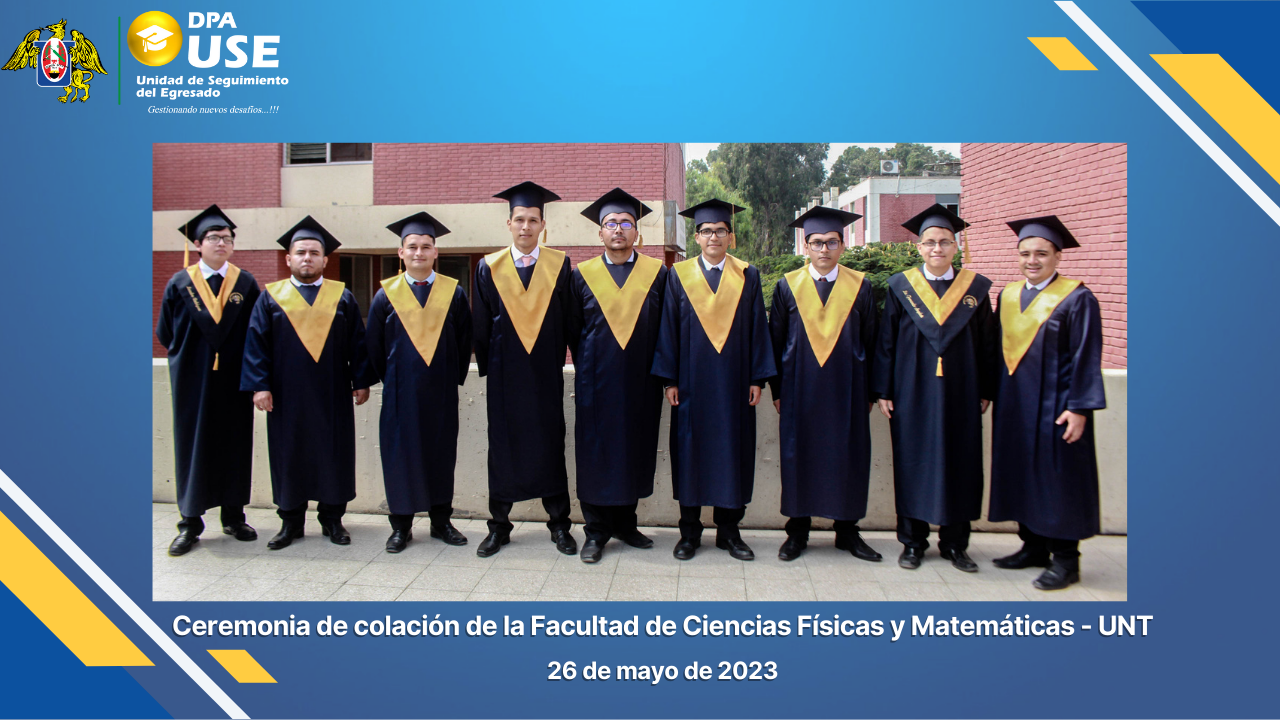 DPA
USE
Unidad de Seguimiento
del Egresado
Gestionando nuevos desafíos...!!!
Ceremonia de colación de la Facultad de Ciencias Físicas y Matemáticas - UNT
26 de mayo de 2023